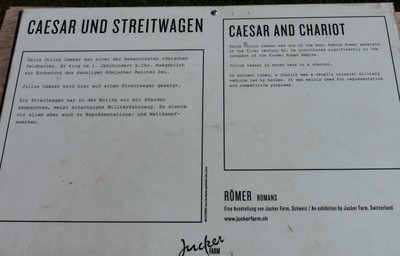 CAESAR UND STREITWAGEN
Gaius Julius Caesar war einer der bekanntesten römischen
Feldherren. Er trug im 1. Jahrhundert n.Chr. maßgeblich
zur Eroberung des damaligen Römischen Reiches bei.
Julius Caesar wird hier auf einem Streitwagen gezeigt.
Ein Streitwagen war in der Antike ein mit Pferden
bespanntes, meist einachsiges Militärfahrzeug. Es diente
vor allem aber auch zu Repräsentations- und Wettkampf-
zwecken.
CAESAR AND CHARIOT
Gaius Julius Caesar was one of the most famous Roman generals.
In the first century AD, he contributed significantly to the
conquest of the former Roman Empire.
Julius Caesar is shown here on a chariot.
In ancient times, a chariot was a usually uniaxial military
vehicle led by horses. It was mainly used for representation
and competitive purposes.
RÖMER ROMANS
Eine Ausstellung von Jucker Farm, Schweiz / An exhibition by Jucker Farm, Switzerland
www.juckerfarm.ch
Jucker
FARM